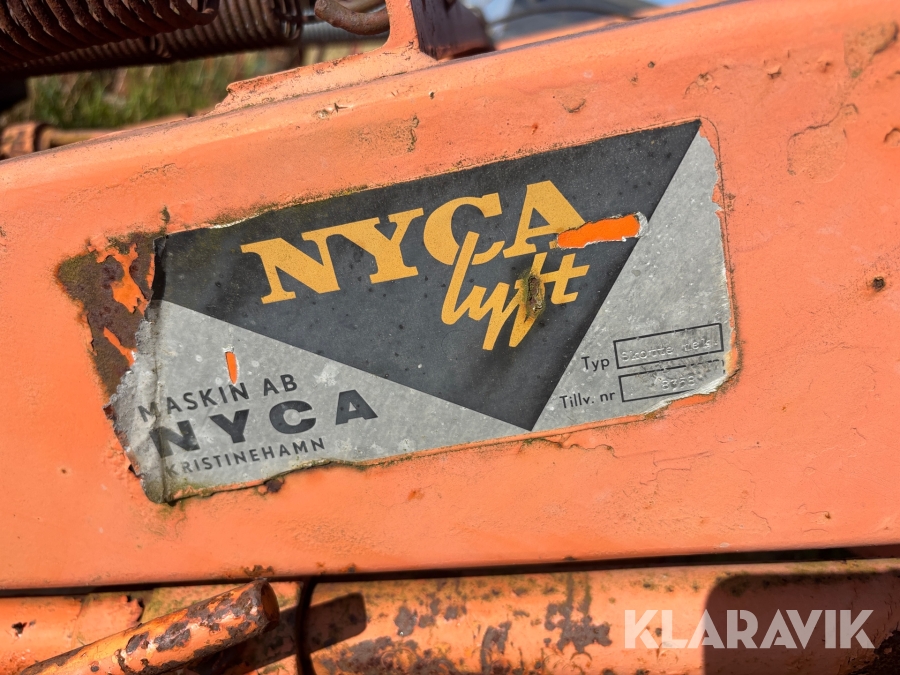 NYCA
lyft
MASKIN AB
NYCA
KRISTINEHAMN
Typ
Tillv. nr
KLARAVIK